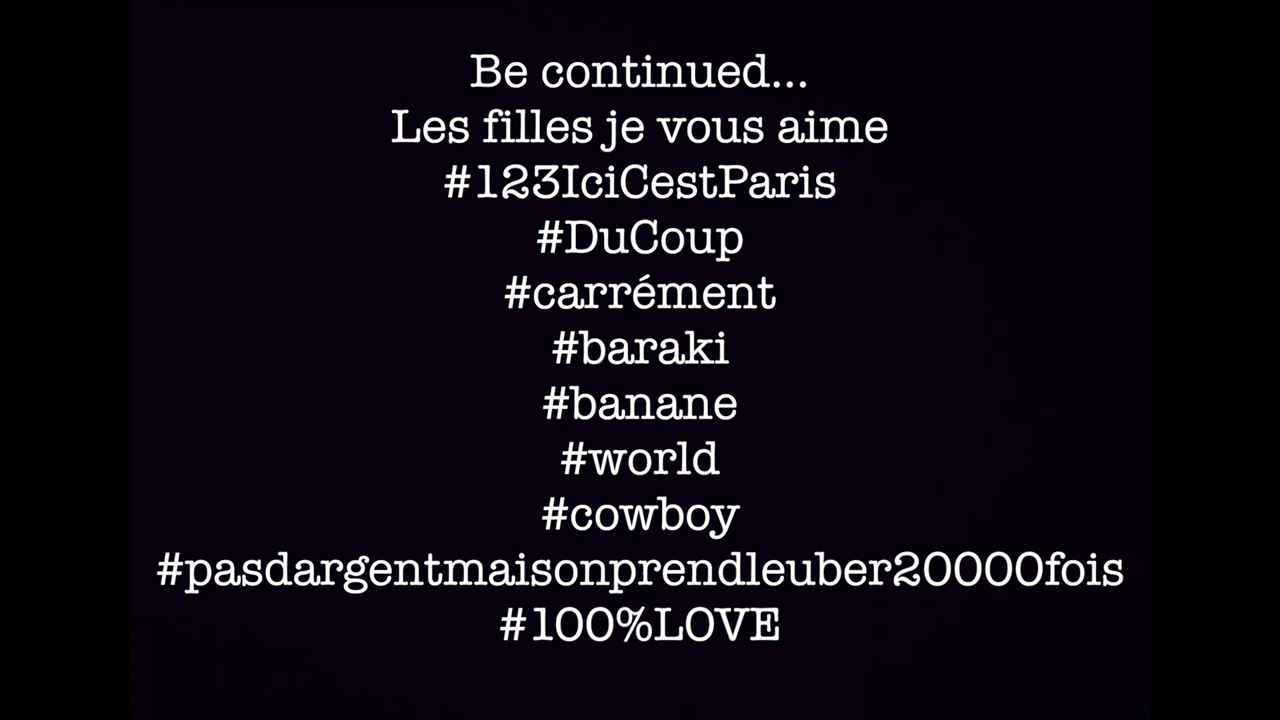 Be continued...
Les filles je vous aime
#123IciCestParis
#DuCoup
#carrément
#baraki
#banane
#world
#cowboy
#pasdargentmaisonprendleuber20000fois
#100%LOVE